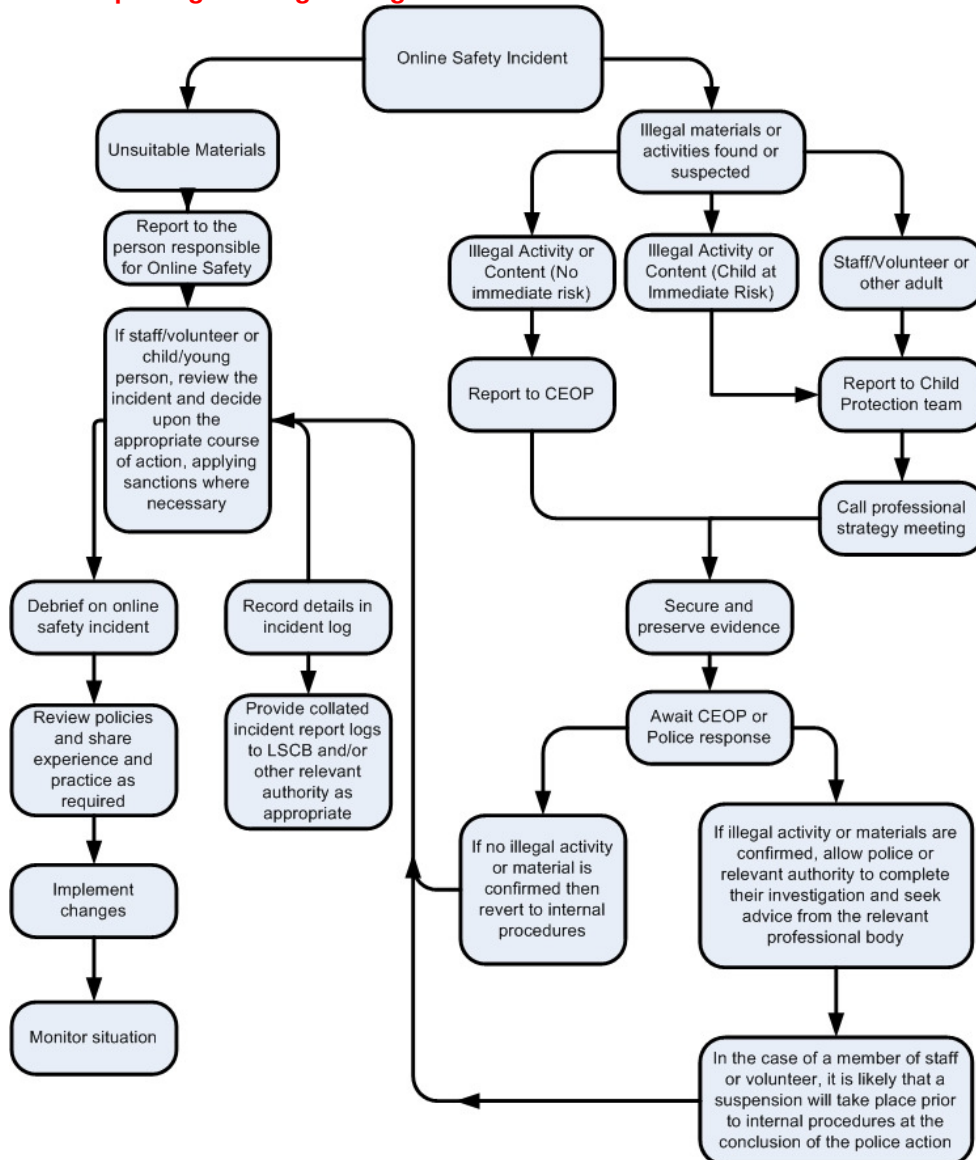 Online Safety Incident
Unsuitable Materials
Report to the
person responsible
for Online Safety
If staff/volunteer or
child/young
person, review the
incident and decide
upon the
appropriate course
of action, applying
sanctions where
necessary
Debrief on online
safety incident
Review policies
and share
experience and
practice as
required
Implement
changes
Monitor situation
Record details in
incident log
Provide collated
incident report logs
to LSCB and/or
other relevant
authority as
appropriate
Illegal materials or
activities found or
suspected
Illegal Activity or
Content (No
immediate risk)
Illegal Activity or
Content (Child at
Immediate Risk)
Staff/Volunteer or
other adult
Report to CEOP
Report to Child
Protection team
Call professional
strategy meeting
Secure and
preserve evidence
Await CEOP or
Police response
If no illegal activity
or material is
confirmed then
revert to internal
procedures
If illegal activity or materials are
confirmed, allow police or
relevant authority to complete
their investigation and seek
advice from the relevant
professional body
In the case of a member of staff
or volunteer, it is likely that a
suspension will take place prior
to internal procedures at the
conclusion of the police action